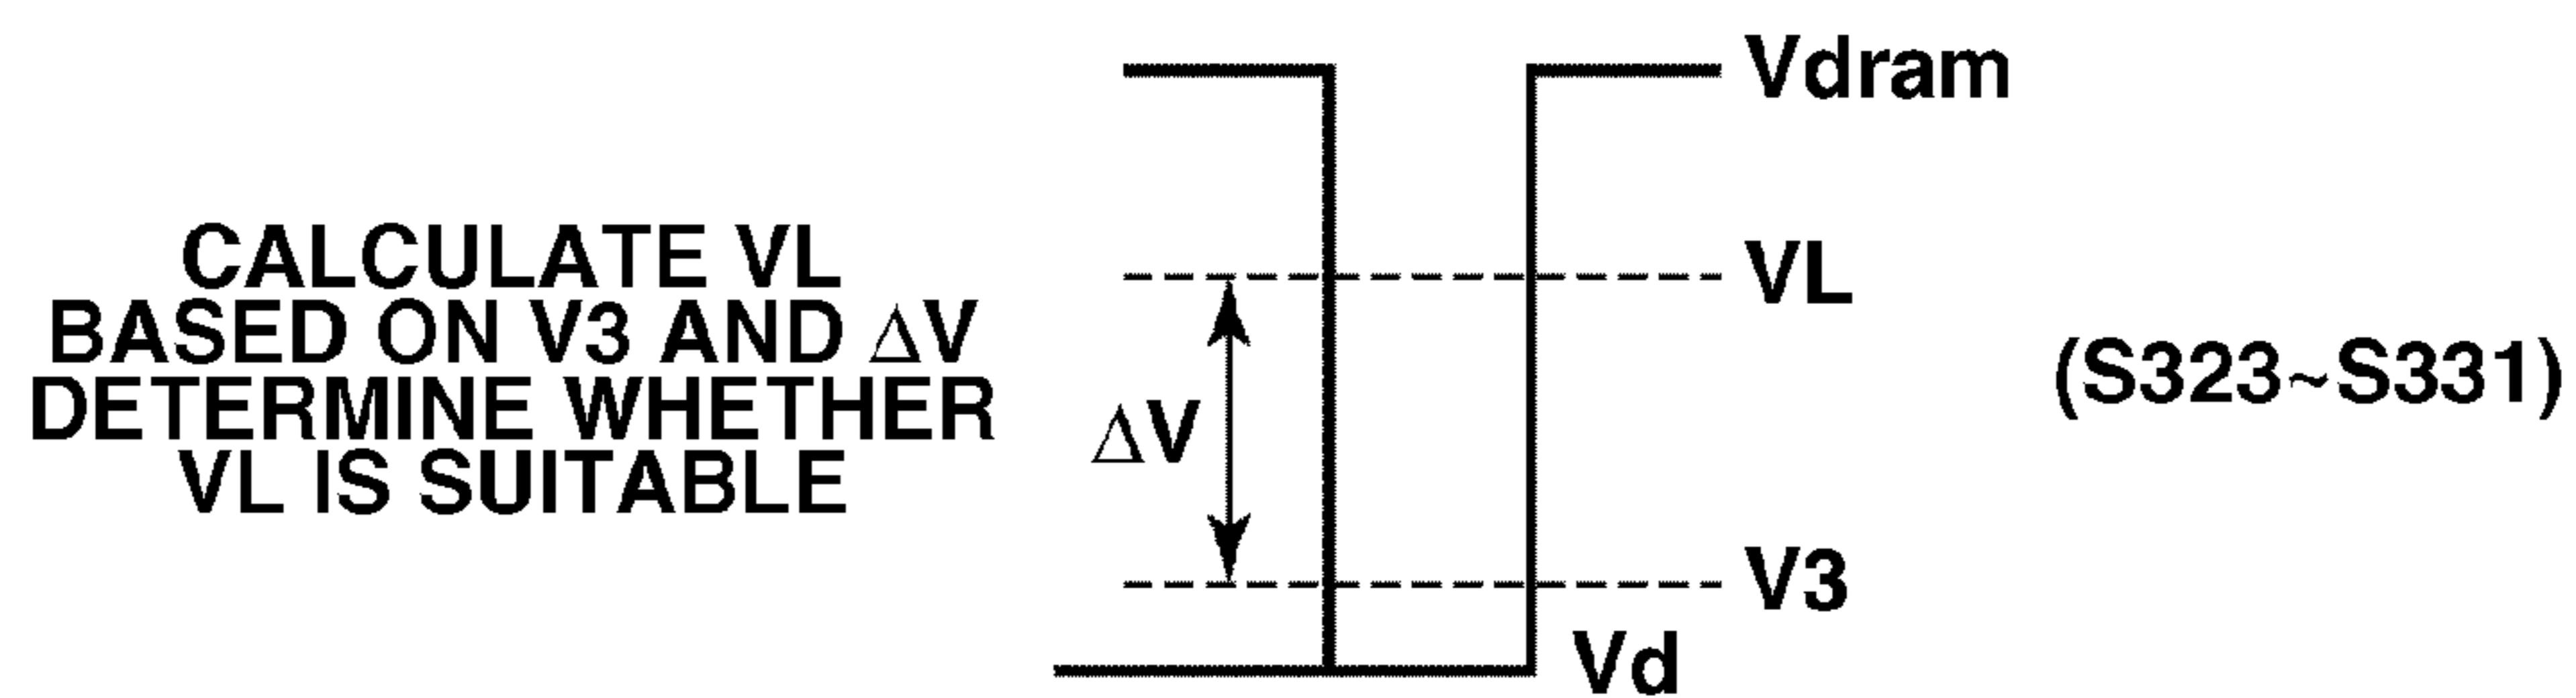 CALCULATE VL
BASED ON V3 AND ΔV
DETERMINE WHETHER
VL IS SUITABLE
Vdram
VL
(S323~S331)
ΔV
V3
Vd